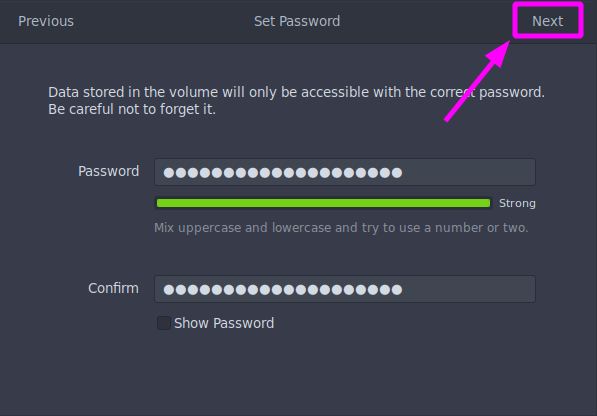 Previous
Set Password
Next
Data stored in the volume will only be accessible with the correct password.
Be careful not to forget it.
Password
●●●●●●●●●●●●●●●●●●●●
Strong
Mix uppercase and lowercase and try to use a number or two.
Confirm
●●●●●●●●●●●●●●●●●●●●
Show Password